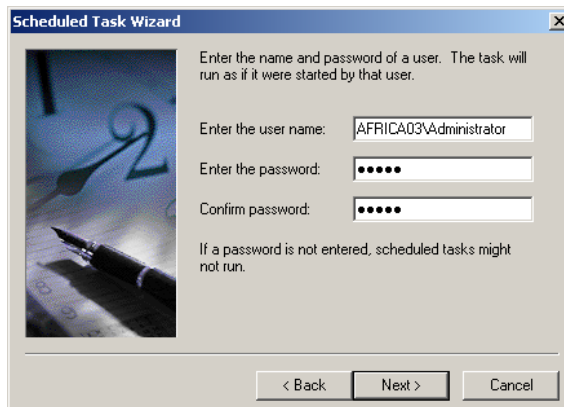 Scheduled Task Wizard
Enter the name and password of a user. The task will
run as if it were started by that user.
Enter the user name: AFRICA03\Administrator
Enter the password: •••••
Confirm password: •••••
If a password is not entered, scheduled tasks might
not run.
< Back Next > Cancel